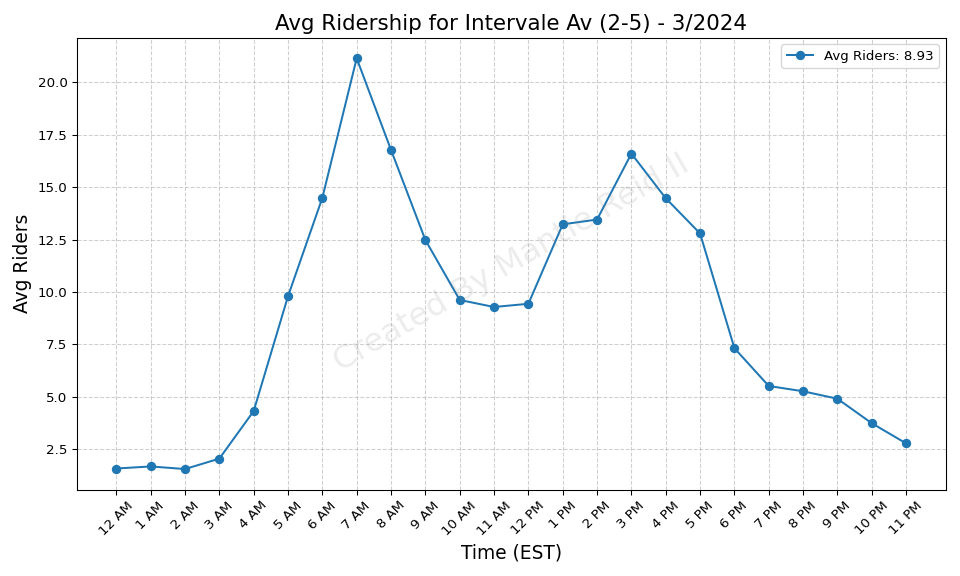 Avg Ridership for Intervale Av (2-5) - 3/2024
Avg Riders: 8.93
20.0
17.5
15.0
12.5
10.0
7.5
5.0
2.5
Avg Riders
Created By Mantie Reid II
12 AM
1 AM
2 AM
3 AM
4 AM
5 AM
6 AM
7 AM
8 AM
9 AM
10 AM
11 AM
12 PM
1 PM
2 PM
3 PM
4 PM
5 PM
6 PM
7 PM
8 PM
9 PM
10 PM
11 PM
Time (EST)